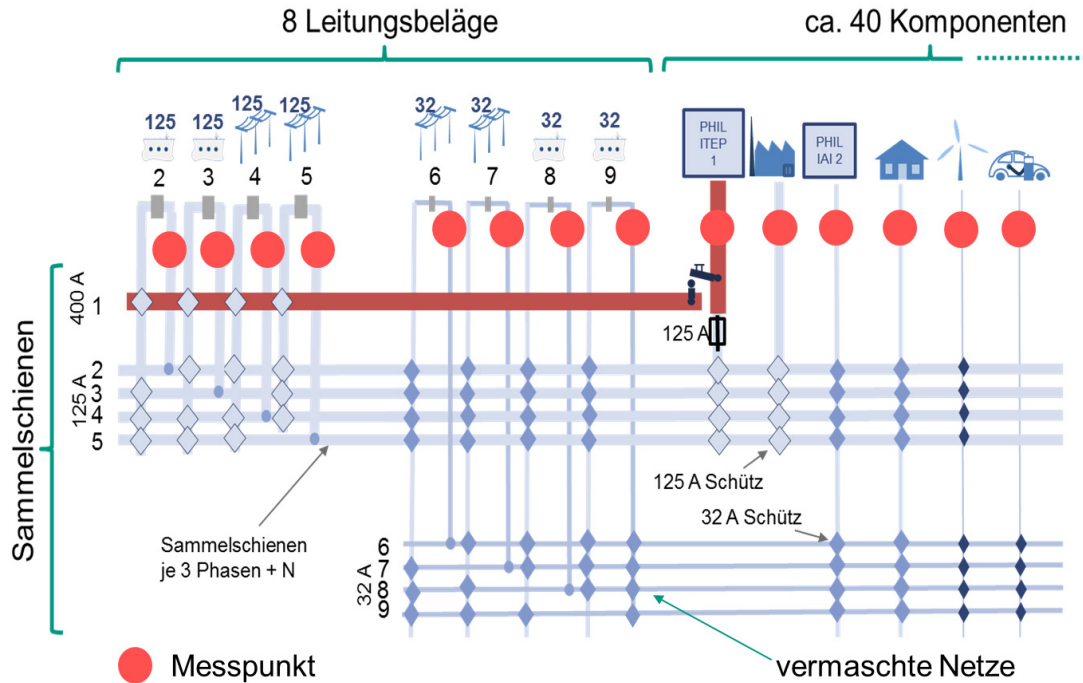 8 Leitungsbeläge
ca. 40 Komponenten
125
125
125
125
32
32
32
32
2
3
4
5
6
7
8
9
PHIL
ITEP
1
PHIL
IAI 2
Sammelschienen
400 A
1
125 A
125 A
2
3
4
5
125 A Schütz
32 A Schütz
Sammelschienen
je 3 Phasen + N
32 A
6
7
8
9
Messpunkt
vermaschte Netze